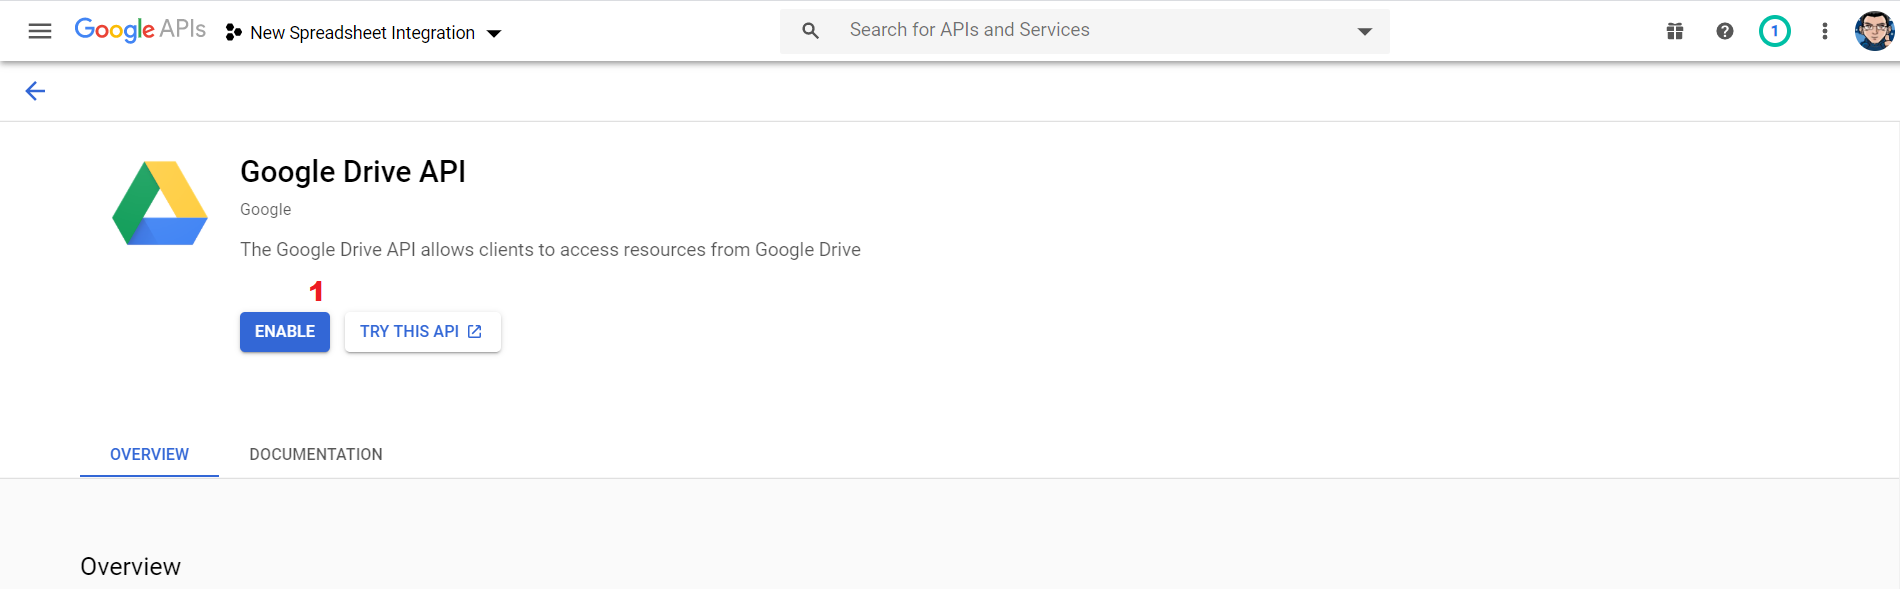 Google APIs New Spreadsheet Integration Search for APIs and Services 1
Google Drive API
Google
The Google Drive API allows clients to access resources from Google Drive
1
ENABLE TRY THIS API
OVERVIEW DOCUMENTATION
Overview